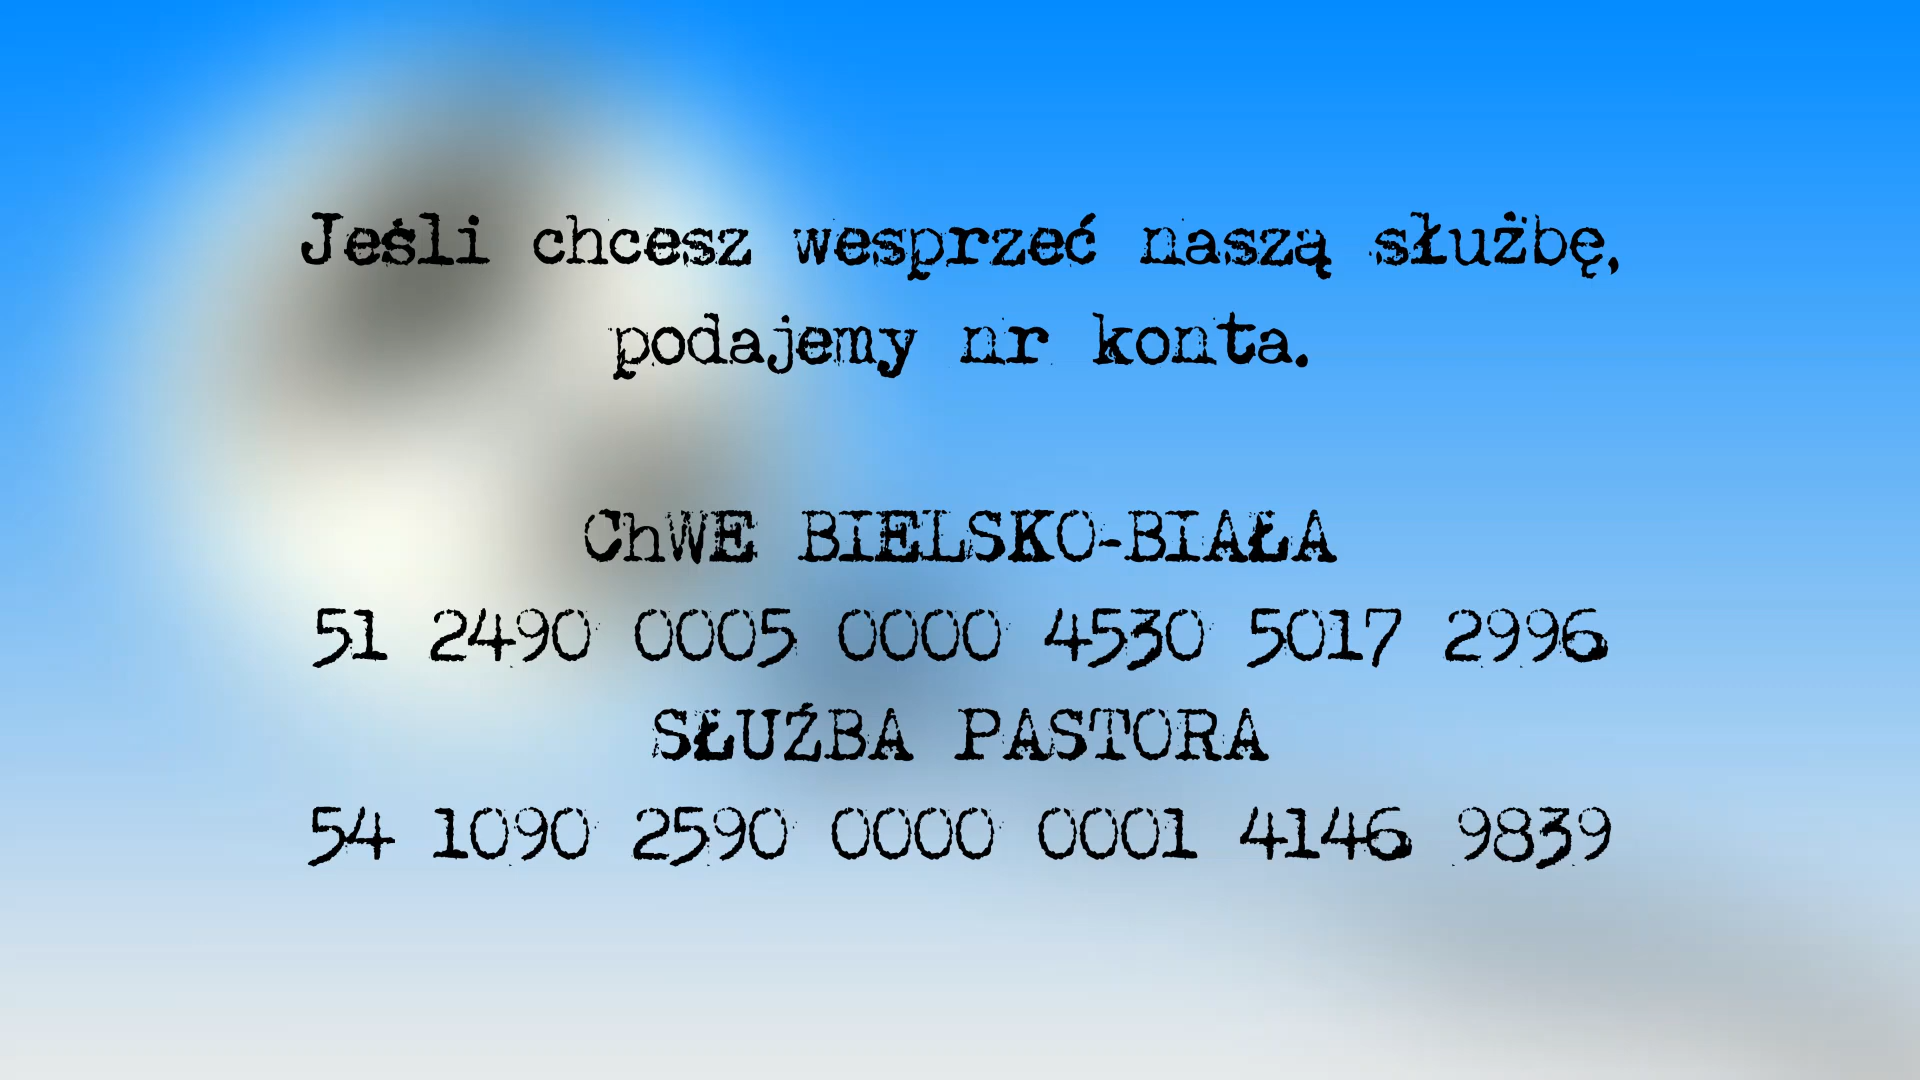 Jeśli chcesz wesprzeć naszą służbę,
podajemy nr konta.
ChWE BIELSKO-BIAŁA
51 2490 0005 0000 4530 5017 2996
SŁUŻBA PASTORA
54 1090 2590 0000 0001 4146 9839